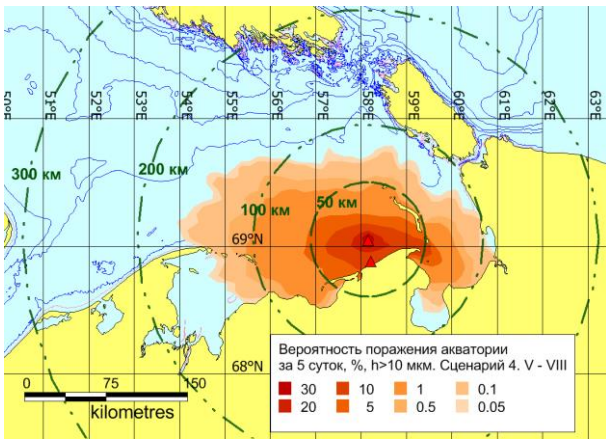 50°E 52°E 53°E 54°E 55°E 56°E 57°E 58°E 59°E 60°E 61°E 62°E 63°E
300 км
200 км
100 км
50 км
69°N
68°N
Вероятность поражения акватории
за 5 суток, %, h>10 мкм. Сценарий 4. V - VIII
30 10 1 0.1
20 5 0.5 0.05
0 75 150
kilometres